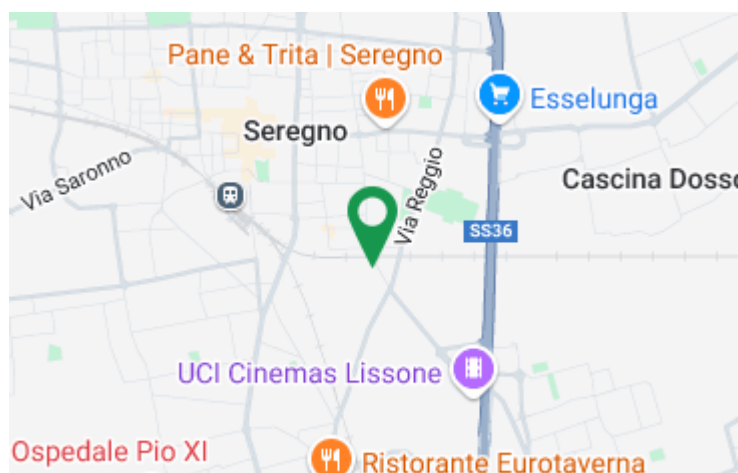 Pane & Trita | Seregno
Esselunga
Seregno
Via Saronno
Via Reggio
Cascina Dosso
SS36
UCI Cinemas Lissone
Ospedale Pio XI
Ristorante Eurotaverna